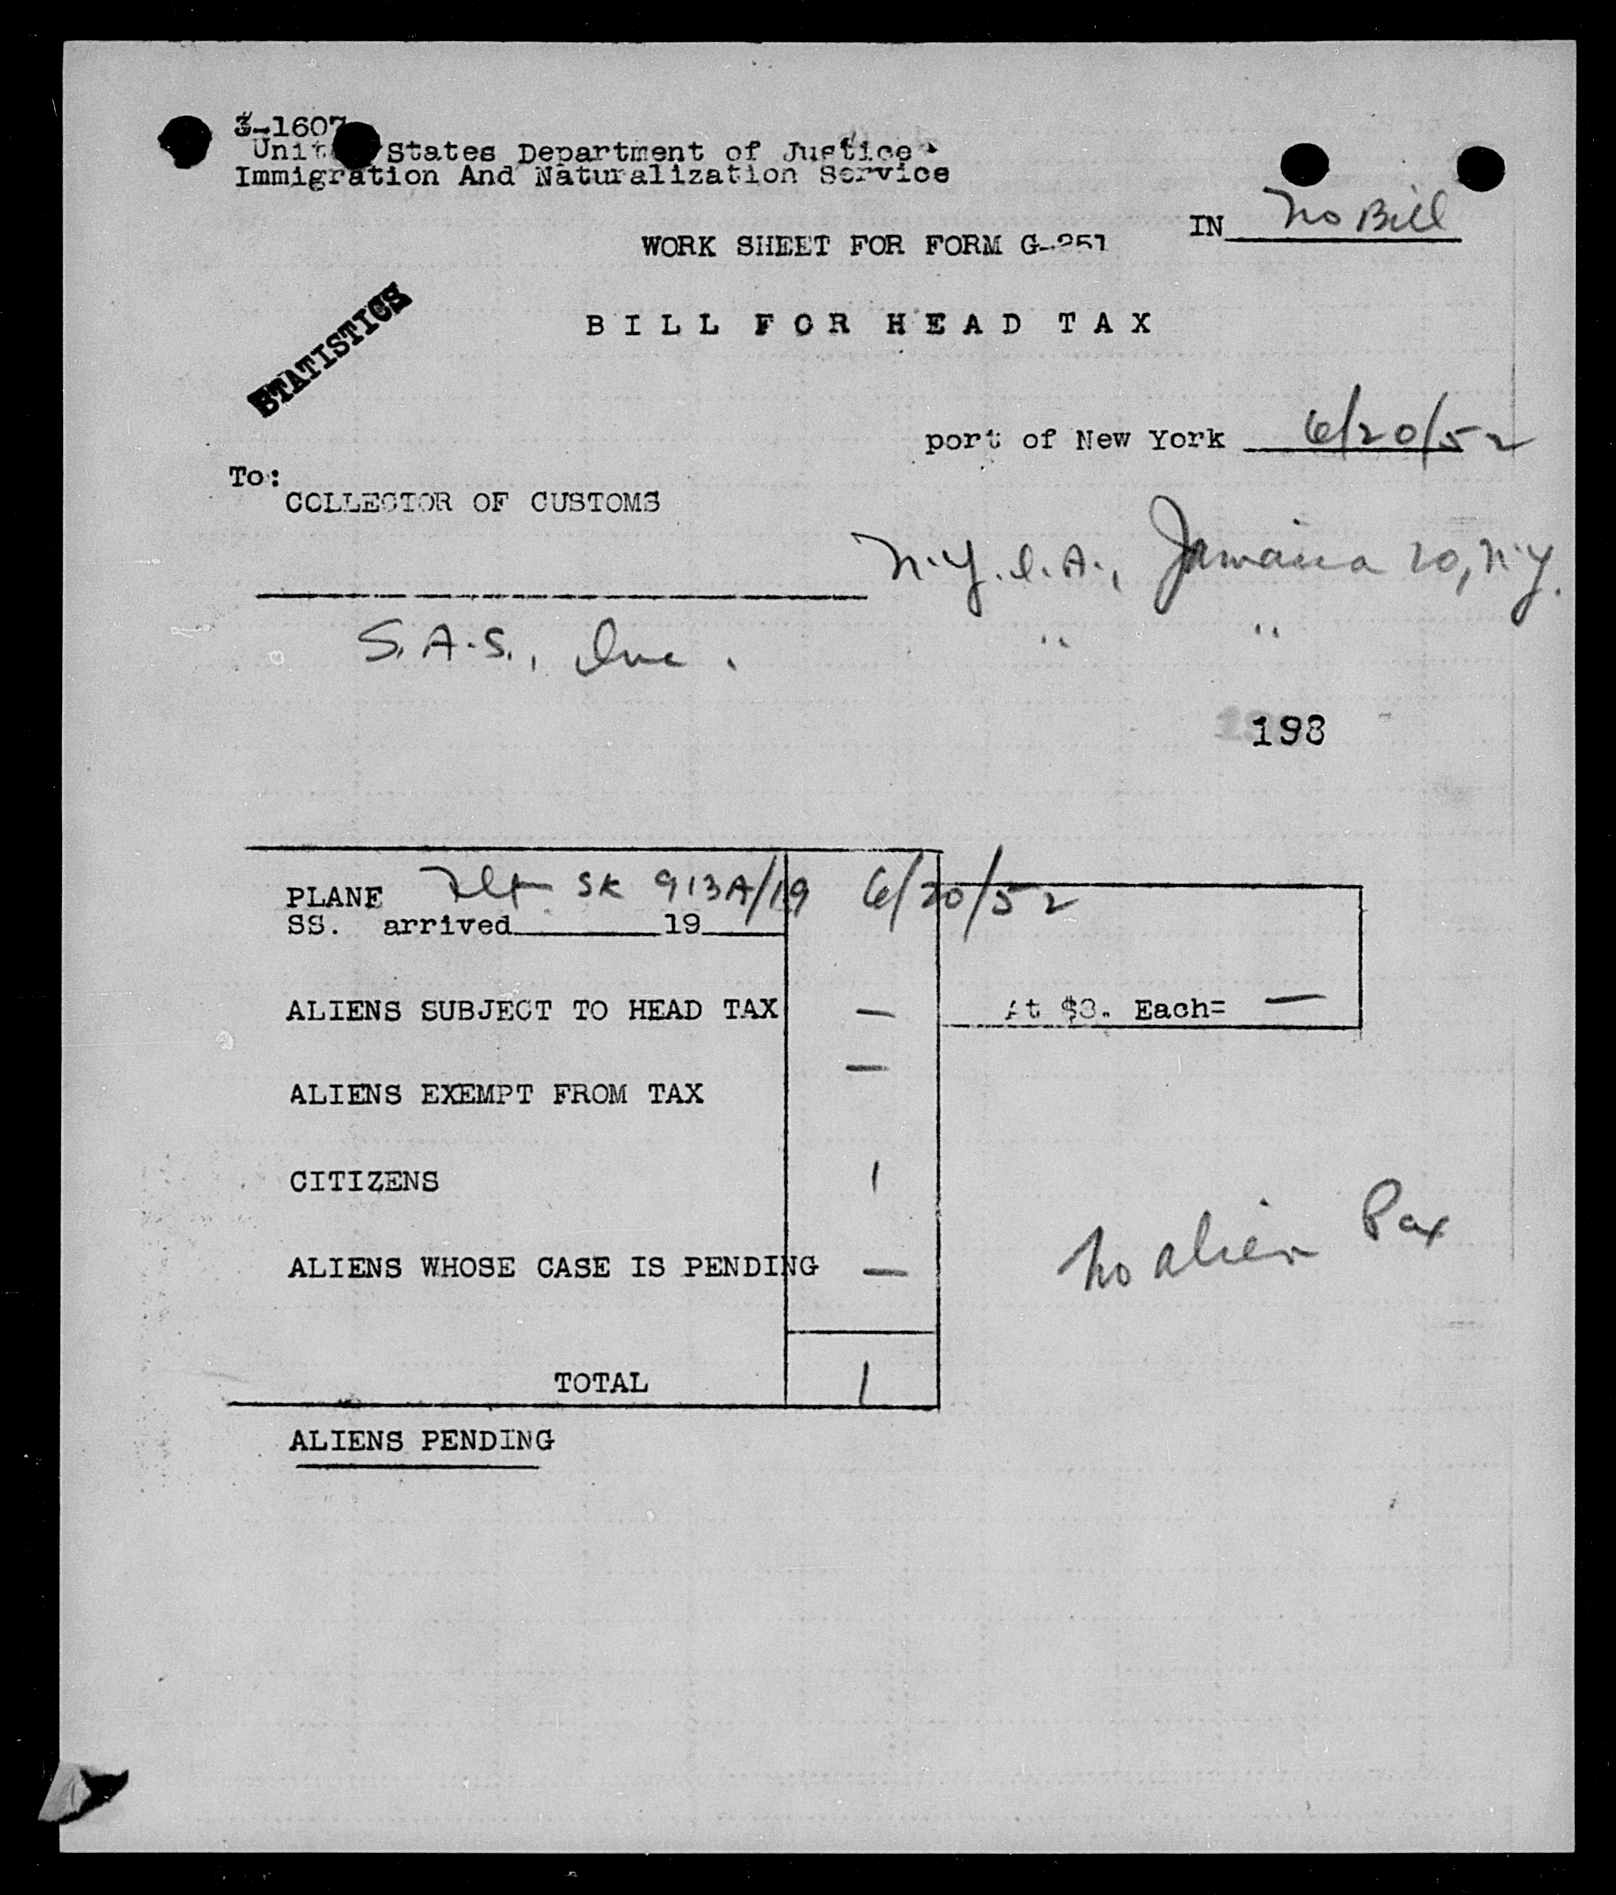 3-1607
United States Department of Justice
Immigration And Naturalization Service
IN No Bill
WORK SHEET FOR FORM G-251
STATISTICS
BILL FOR HEAD TAX
port of New York 6/20/52
To:
COLLECTOR OF CUSTOMS
N.Y.I.A., Jamaica 20, N.Y.
S.A.S., Inc. " "
198
PLANE Flt SK 913A/19 6/20/52
SS. arrived 19
ALIENS SUBJECT TO HEAD TAX — At $8. Each= —
ALIENS EXEMPT FROM TAX —
CITIZENS 1
ALIENS WHOSE CASE IS PENDING —
No alien Pax
TOTAL 1
ALIENS PENDING